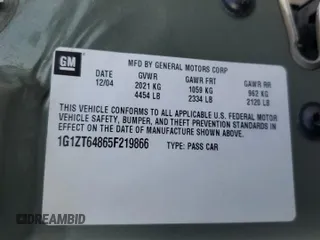 GM
MFD BY GENERAL MOTORS CORP
DATE GVWR GAWR FRT GAWR RR
12/04 2021 KG 1059 KG 962 KG
4454 LB 2334 LB 2120 LB
THIS VEHICLE CONFORMS TO ALL APPLICABLE U.S. FEDERAL MOTOR
VEHICLE SAFETY, BUMPER, AND THEFT PREVENTION STANDARDS IN
EFFECT ON THE DATE OF MANUFACTURE SHOWN ABOVE.
1G1ZT64865F219866 TYPE: PASS CAR
DREAMBID
dreambid.com